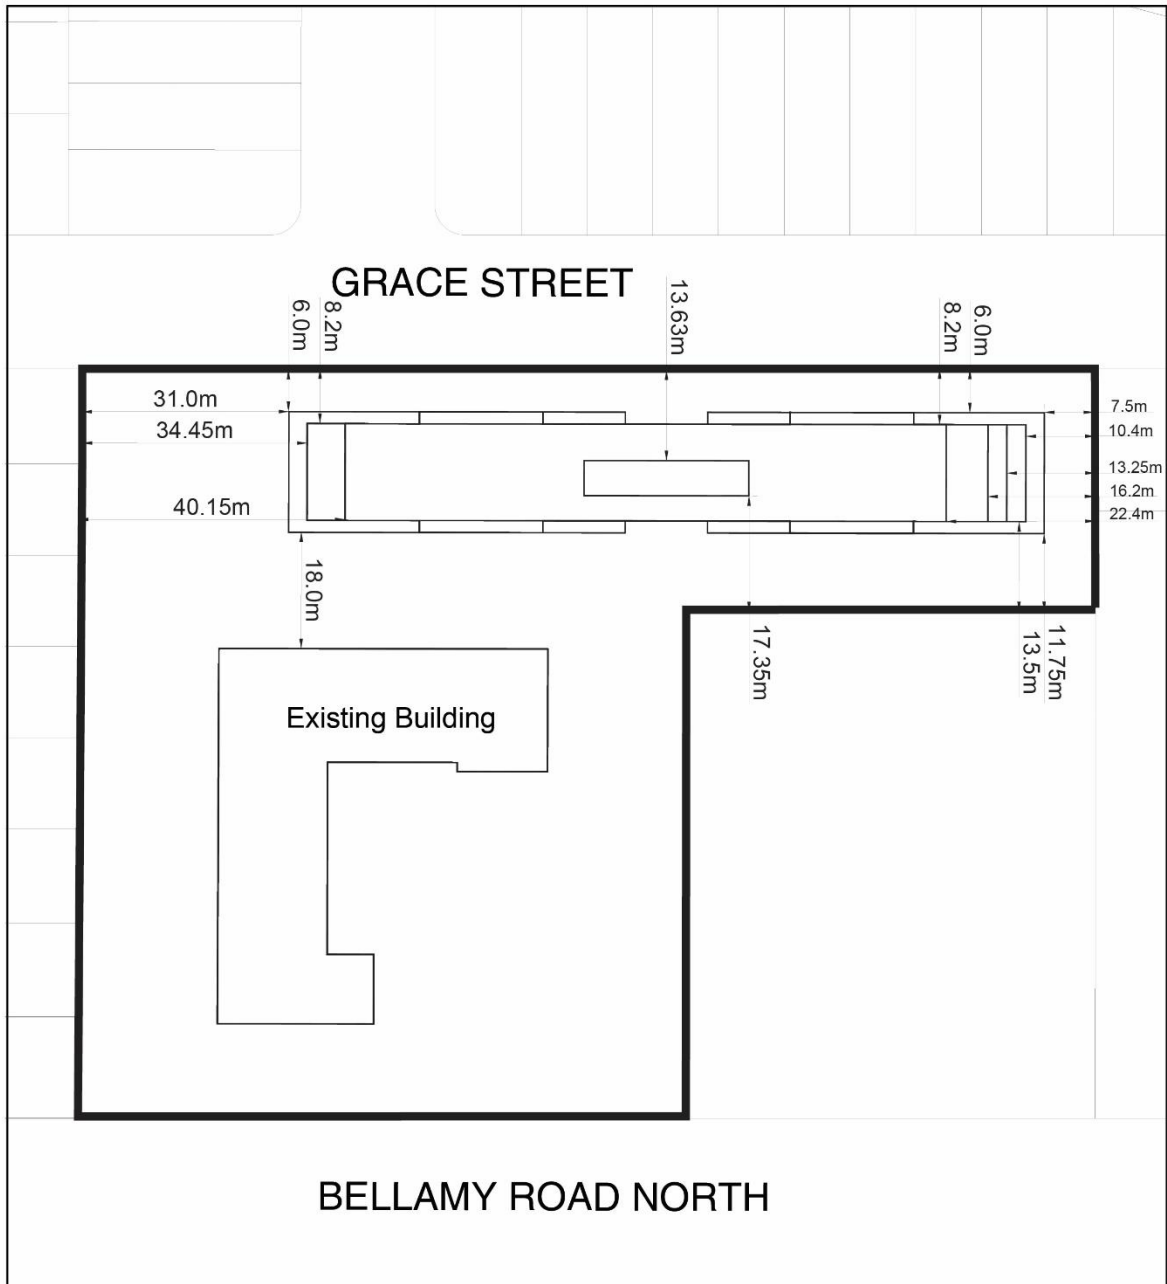 GRACE STREET
6.0m
8.2m
13.63m
8.2m
6.0m
31.0m
7.5m
34.45m
10.4m
13.25m
40.15m
16.2m
22.4m
18.0m
17.35m
13.5m
11.75m
Existing Building
BELLAMY ROAD NORTH